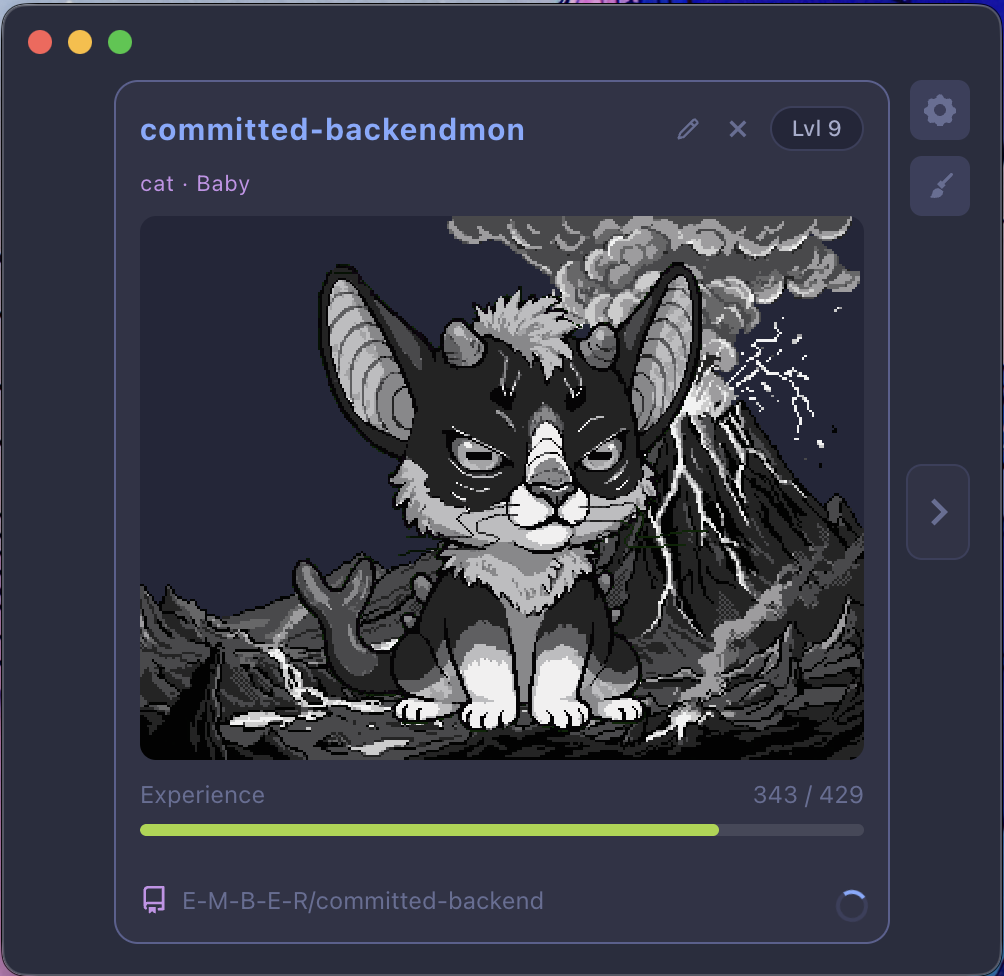 committed-backendmon
Lvl 9
cat · Baby
Experience
343 / 429
E-M-B-E-R/committed-backend